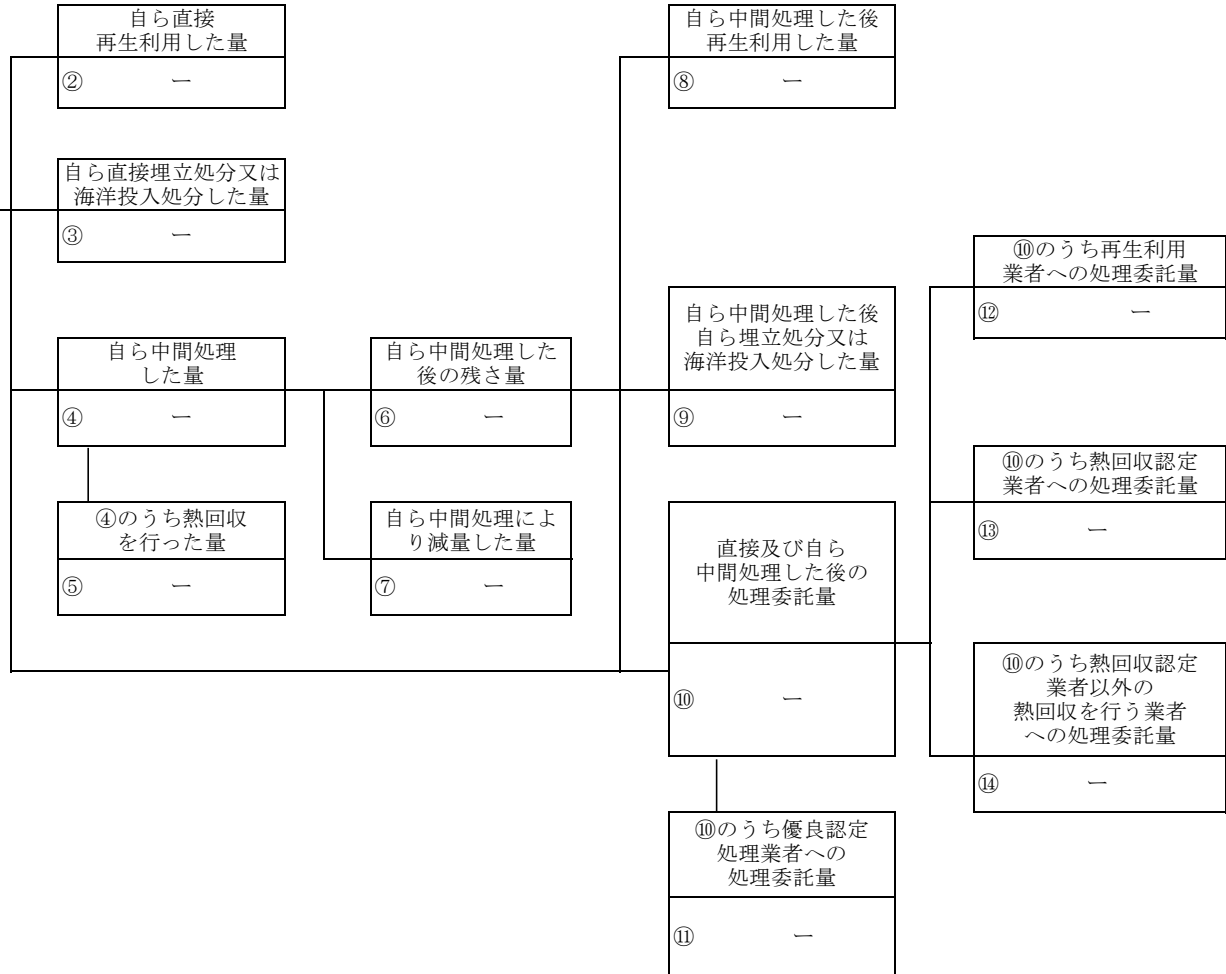 自ら直接
再生利用した量
② ー
自ら直接埋立処分又は
海洋投入処分した量
③ ー
自ら中間処理
した量
④ ー
④のうち熱回収
を行った量
⑤ ー
自ら中間処理した
後の残さ量
⑥ ー
自ら中間処理によ
り減量した量
⑦ ー
自ら中間処理した後
再生利用した量
⑧ ー
自ら中間処理した後
自ら埋立処分又は
海洋投入処分した量
⑨ ー
直接及び自ら
中間処理した後の
処理委託量
⑩ ー
⑩のうち優良認定
処理業者への
処理委託量
⑪ ー
⑩のうち再生利用
業者への処理委託量
⑫ ー
⑩のうち熱回収認定
業者への処理委託量
⑬ ー
⑩のうち熱回収認定
業者以外の
熱回収を行う業者
への処理委託量
⑭ ー